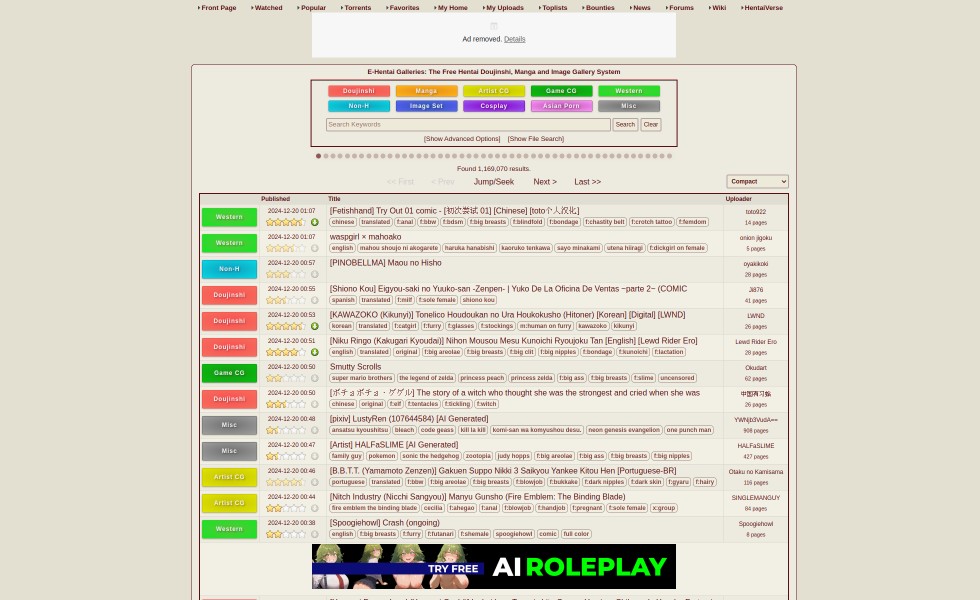 Front Page Watched Popular Torrents Favorites My Home My Uploads Toplists Bounties News Forums Wiki HentaiVerse
Ad removed. Details
E-Hentai Galleries: The Free Hentai Doujinshi, Manga and Image Gallery System
Doujinshi Manga Artist CG Game CG Western
Non-H Image Set Cosplay Asian Porn Misc
Search Keywords Search Clear
[Show Advanced Options] [Show File Search]
Found 1,169,070 results.
<< First < Prev Jump/Seek Next > Last >> Compact
Published Title Uploader
Western 2024-12-20 01:07 [Fetishhand] Try Out 01 comic - [初次尝试 01] [Chinese] [toto个人汉化] toto922
chinese translated f:anal f:bbw f:bdsm f:big breasts f:blindfold f:bondage f:chastity belt f:crotch tattoo f:femdom 14 pages
Western 2024-12-20 01:07 waspgirl × mahoako onion jigoku
english mahou shoujo ni akogarete haruka hanabishi kaoruko tenkawa sayo minakami utena hiiragi f:dickgirl on female 5 pages
Non-H 2024-12-20 00:57 [PINOBELLMA] Maou no Hisho oyakikoki
28 pages
Doujinshi 2024-12-20 00:55 [Shiono Kou] Eigyou-saki no Yuuko-san -Zenpen- | Yuko De La Oficina De Ventas ~parte 2~ (COMIC Ji876
spanish translated f:milf f:sole female shiono kou 41 pages
Doujinshi 2024-12-20 00:53 [KAWAZOKO (Kikunyi)] Tonelico Houdoukan no Ura Houkokusho (Hitoner) [Korean] [Digital] [LWND] LWND
korean translated f:catgirl f:furry f:glasses f:stockings m:human on furry kawazoko kikunyi 26 pages
Doujinshi 2024-12-20 00:51 [Niku Ringo (Kakugari Kyoudai)] Nihon Mousou Mesu Kunoichi Ryoujoku Tan [English] [Lewd Rider Ero] Lewd Rider Ero
english translated original f:big areolae f:big breasts f:big clit f:big nipples f:bondage f:kunoichi f:lactation 28 pages
Game CG 2024-12-20 00:50 Smutty Scrolls Okudart
super mario brothers the legend of zelda princess peach princess zelda f:big ass f:big breasts f:slime uncensored 62 pages
Doujinshi 2024-12-20 00:50 [ボチョボチョ・ゲゲル] The story of a witch who thought she was the strongest and cried when she was
chinese original f:elf f:tentacles f:tickling f:witch 26 pages
Misc 2024-12-20 00:48 [pixiv] LustyRen (107644584) [AI Generated] YWNjb3VudA==
ansatsu kyoushitsu bleach code geass kill la kill komi-san wa komyushou desu. neon genesis evangelion one punch man 908 pages
Misc 2024-12-20 00:47 [Artist] HALFaSLIME [AI Generated] HALFaSLIME
family guy pokemon sonic the hedgehog zootopia judy hopps f:big areolae f:big ass f:big breasts f:big nipples 427 pages
Artist CG 2024-12-20 00:46 [B.B.T.T. (Yamamoto Zenzen)] Gakuen Suppo Nikki 3 Saikyou Yankee Kitou Hen [Portuguese-BR] Otaku no Kamisama
portuguese translated f:bbw f:big areolae f:big breasts f:blowjob f:bukkake f:dark nipples f:dark skin f:gyaru f:hairy 116 pages
Artist CG 2024-12-20 00:44 [Nitch Industry (Nicchi Sangyou)] Manyu Gunsho (Fire Emblem: The Binding Blade) SINGLEMANGUY
fire emblem the binding blade cecilia f:ahegao f:anal f:blowjob f:handjob f:pregnant f:sole female x:group 84 pages
Western 2024-12-20 00:38 [Spoogiehowl] Crash (ongoing) Spoogiehowl
english f:big breasts f:furry f:futanari f:shemale spoogiehowl comic full color 8 pages
TRY FREE AI ROLEPLAY